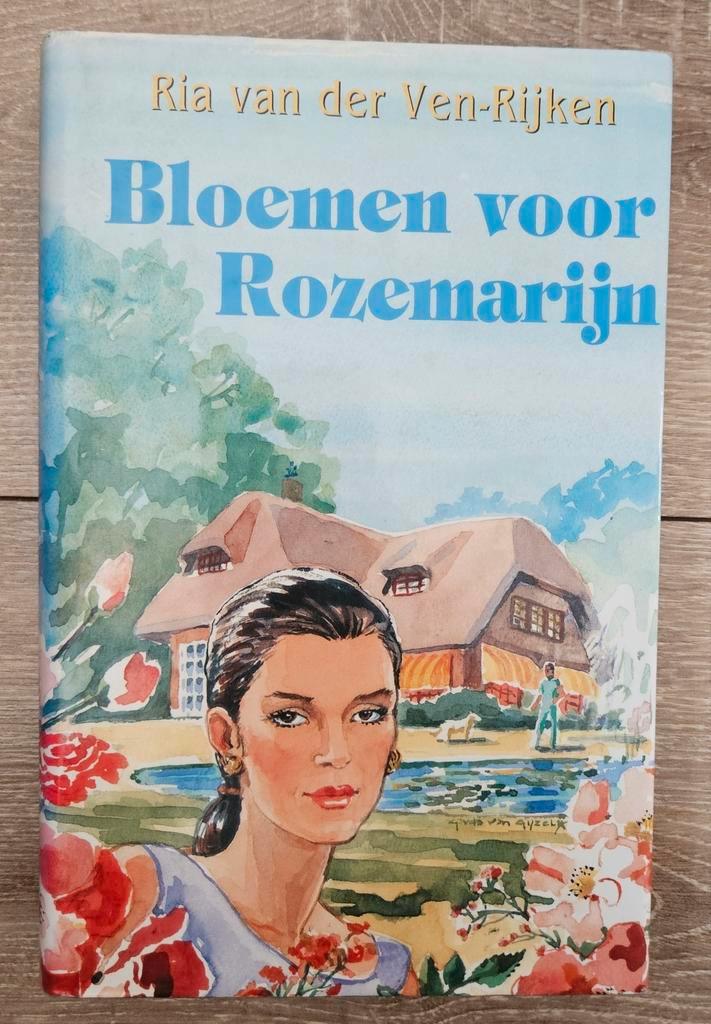 Ria van der Ven-Rijken
Bloemen voor
Rozemarijn